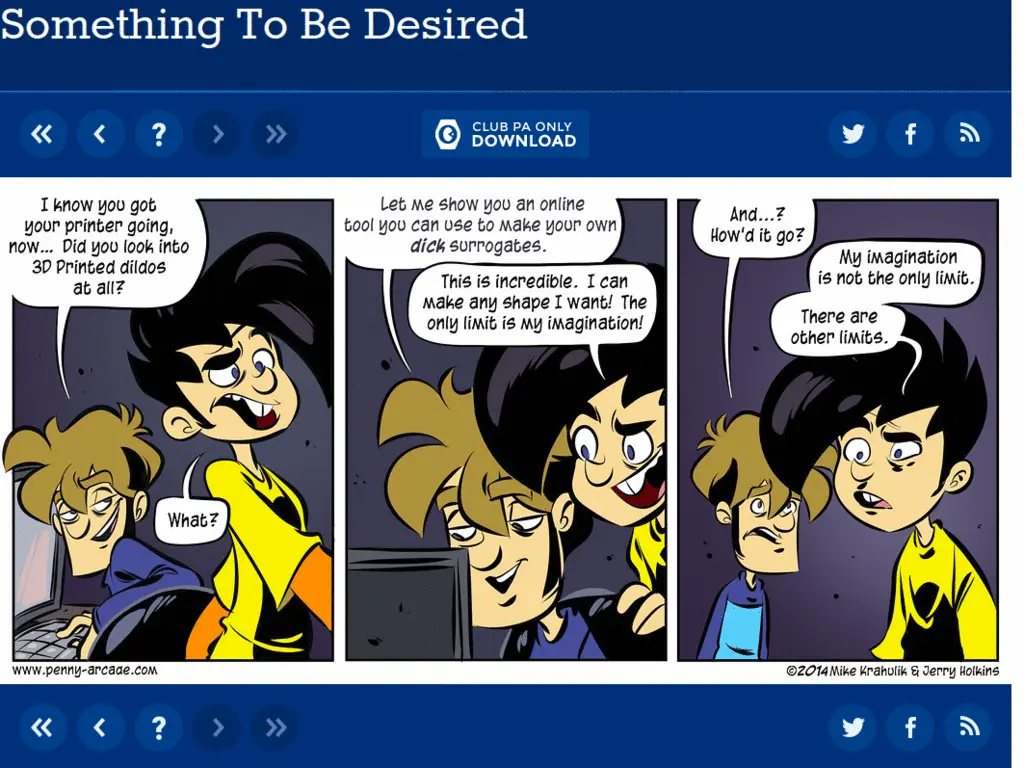 Something To Be Desired
?
CLUB PA ONLY
DOWNLOAD
I know you got
your printer going,
now... Did you look into
3D Printed dildos
at all?
What?
Let me show you an online
tool you can use to make your own
dick surrogates.
This is incredible. I can
make any shape I want! The
only limit is my imagination!
And...?
How'd it go?
My imagination
is not the only limit.
There are
other limits.
www.penny-arcade.com
©2014 Mike Krahulik & Jerry Holkins
?